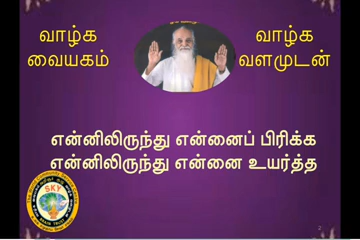 வாழ்க வையகம்
வாழ்க வளமுடன்
என்னிலிருந்து என்னைப் பிரிக்க
என்னிலிருந்து என்னை உயர்த்த
SKY